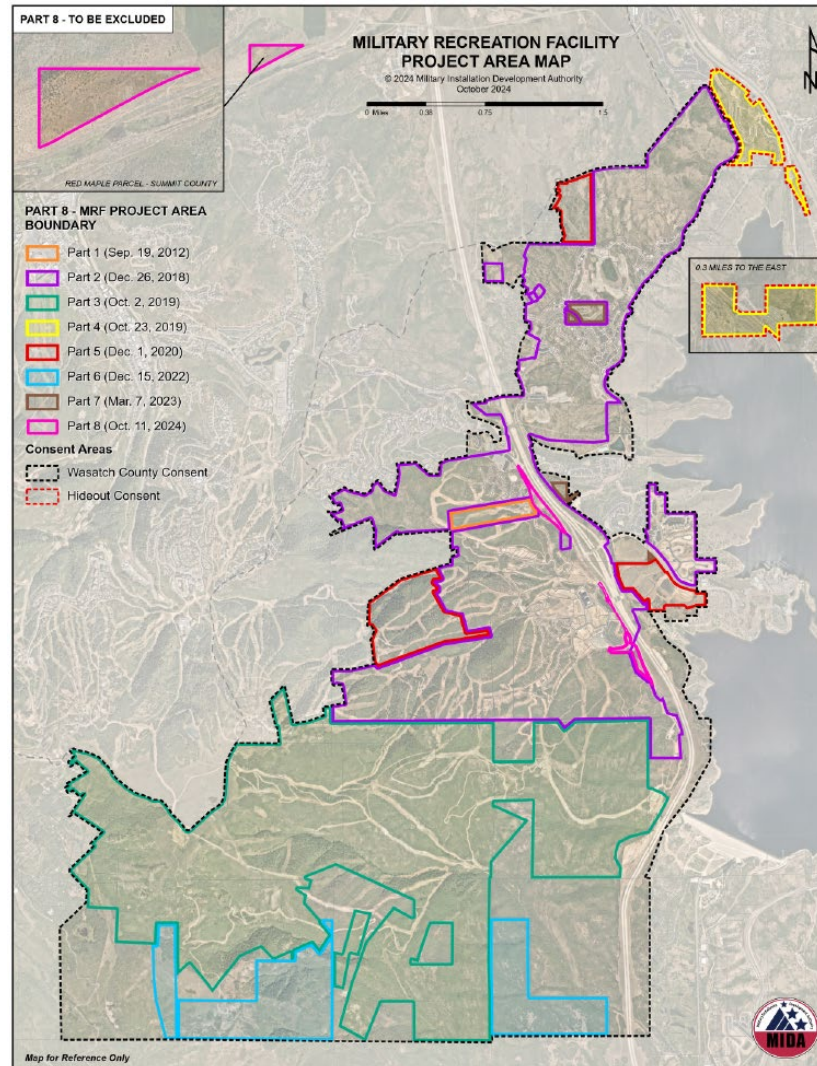 PART 8 - TO BE EXCLUDED
RED MAPLE PARCEL - SUMMIT COUNTY
MILITARY RECREATION FACILITY
PROJECT AREA MAP
© 2024 Military Installation Development Authority
October 2024
0 Miles 0.38 0.75 1.5
N
PART 8 - MRF PROJECT AREA
BOUNDARY
Part 1 (Sep. 19, 2012)
Part 2 (Dec. 26, 2018)
Part 3 (Oct. 2, 2019)
Part 4 (Oct. 23, 2019)
Part 5 (Dec. 1, 2020)
Part 6 (Dec. 15, 2022)
Part 7 (Mar. 7, 2023)
Part 8 (Oct. 11, 2024)
Consent Areas
Wasatch County Consent
Hideout Consent
0.3 MILES TO THE EAST
Map for Reference Only
MIDA